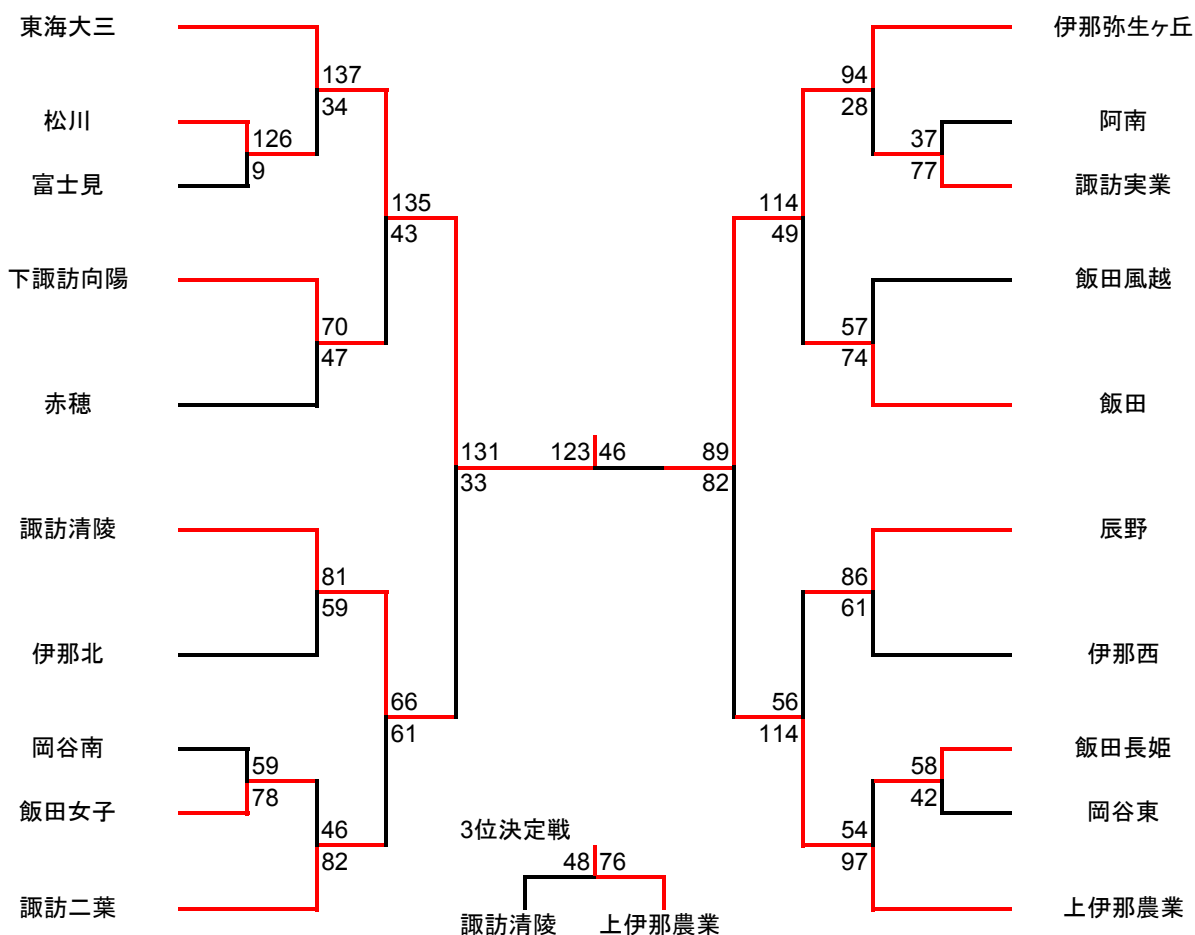 東海大三
伊那弥生ヶ丘
137
94
34
28
松川
阿南
126
37
9
77
富士見
諏訪実業
135
114
43
49
下諏訪向陽
飯田風越
70
57
47
74
赤穂
飯田
131
123
46
89
33
82
諏訪清陵
辰野
81
86
59
61
伊那北
伊那西
66
56
61
114
岡谷南
飯田長姫
59
58
78
42
飯田女子
岡谷東
46
54
82
97
3位決定戦
48
76
諏訪二葉
諏訪清陵
上伊那農業
上伊那農業